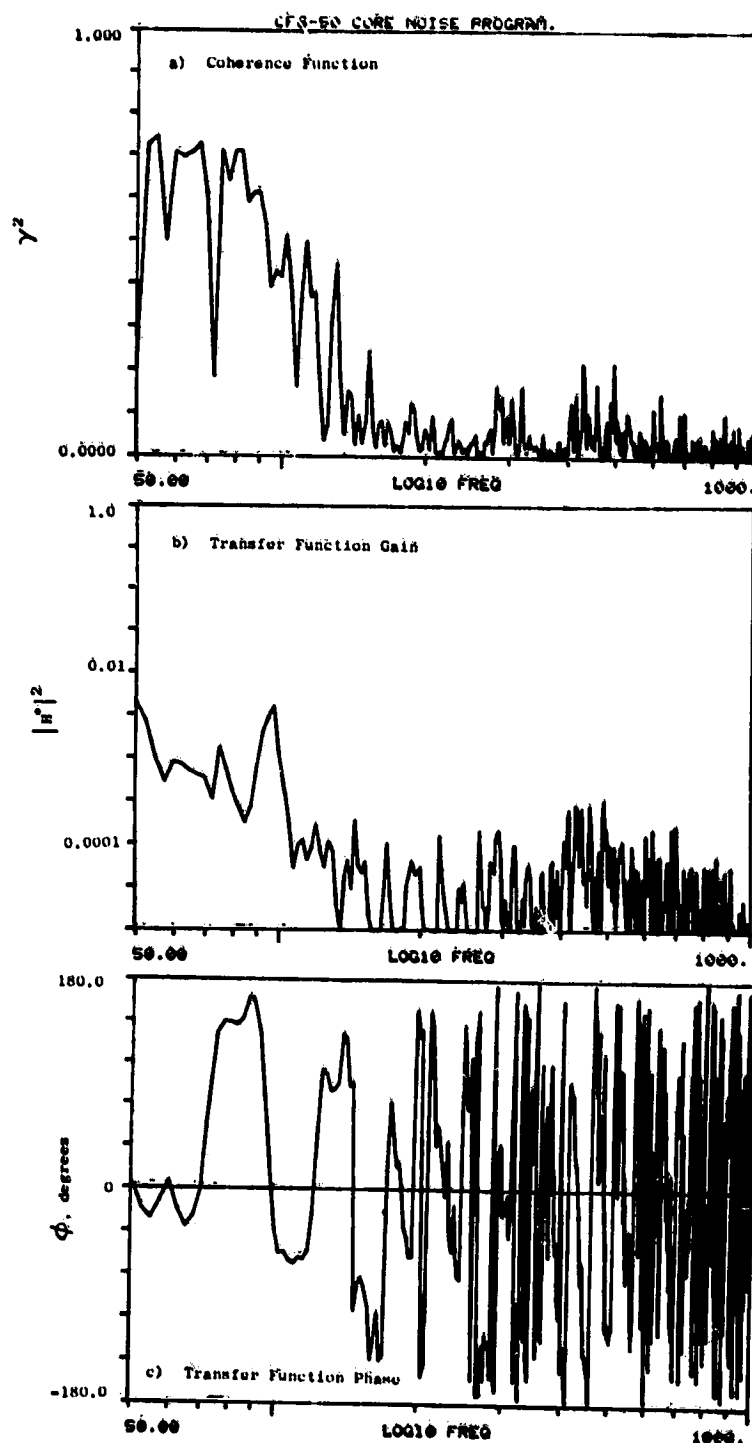 CF6-50 CORE NOISE PROGRAM.
1.000
a) Coherence Function
γ²
0.0000
50.00
LOG10 FREQ
1000.
1.0
b) Transfer Function Gain
0.01
0.0001
50.00
LOG10 FREQ
1000.
180.0
φ, degrees
0
c) Transfer Function Phase
-180.0
50.00
LOG10 FREQ
1000.